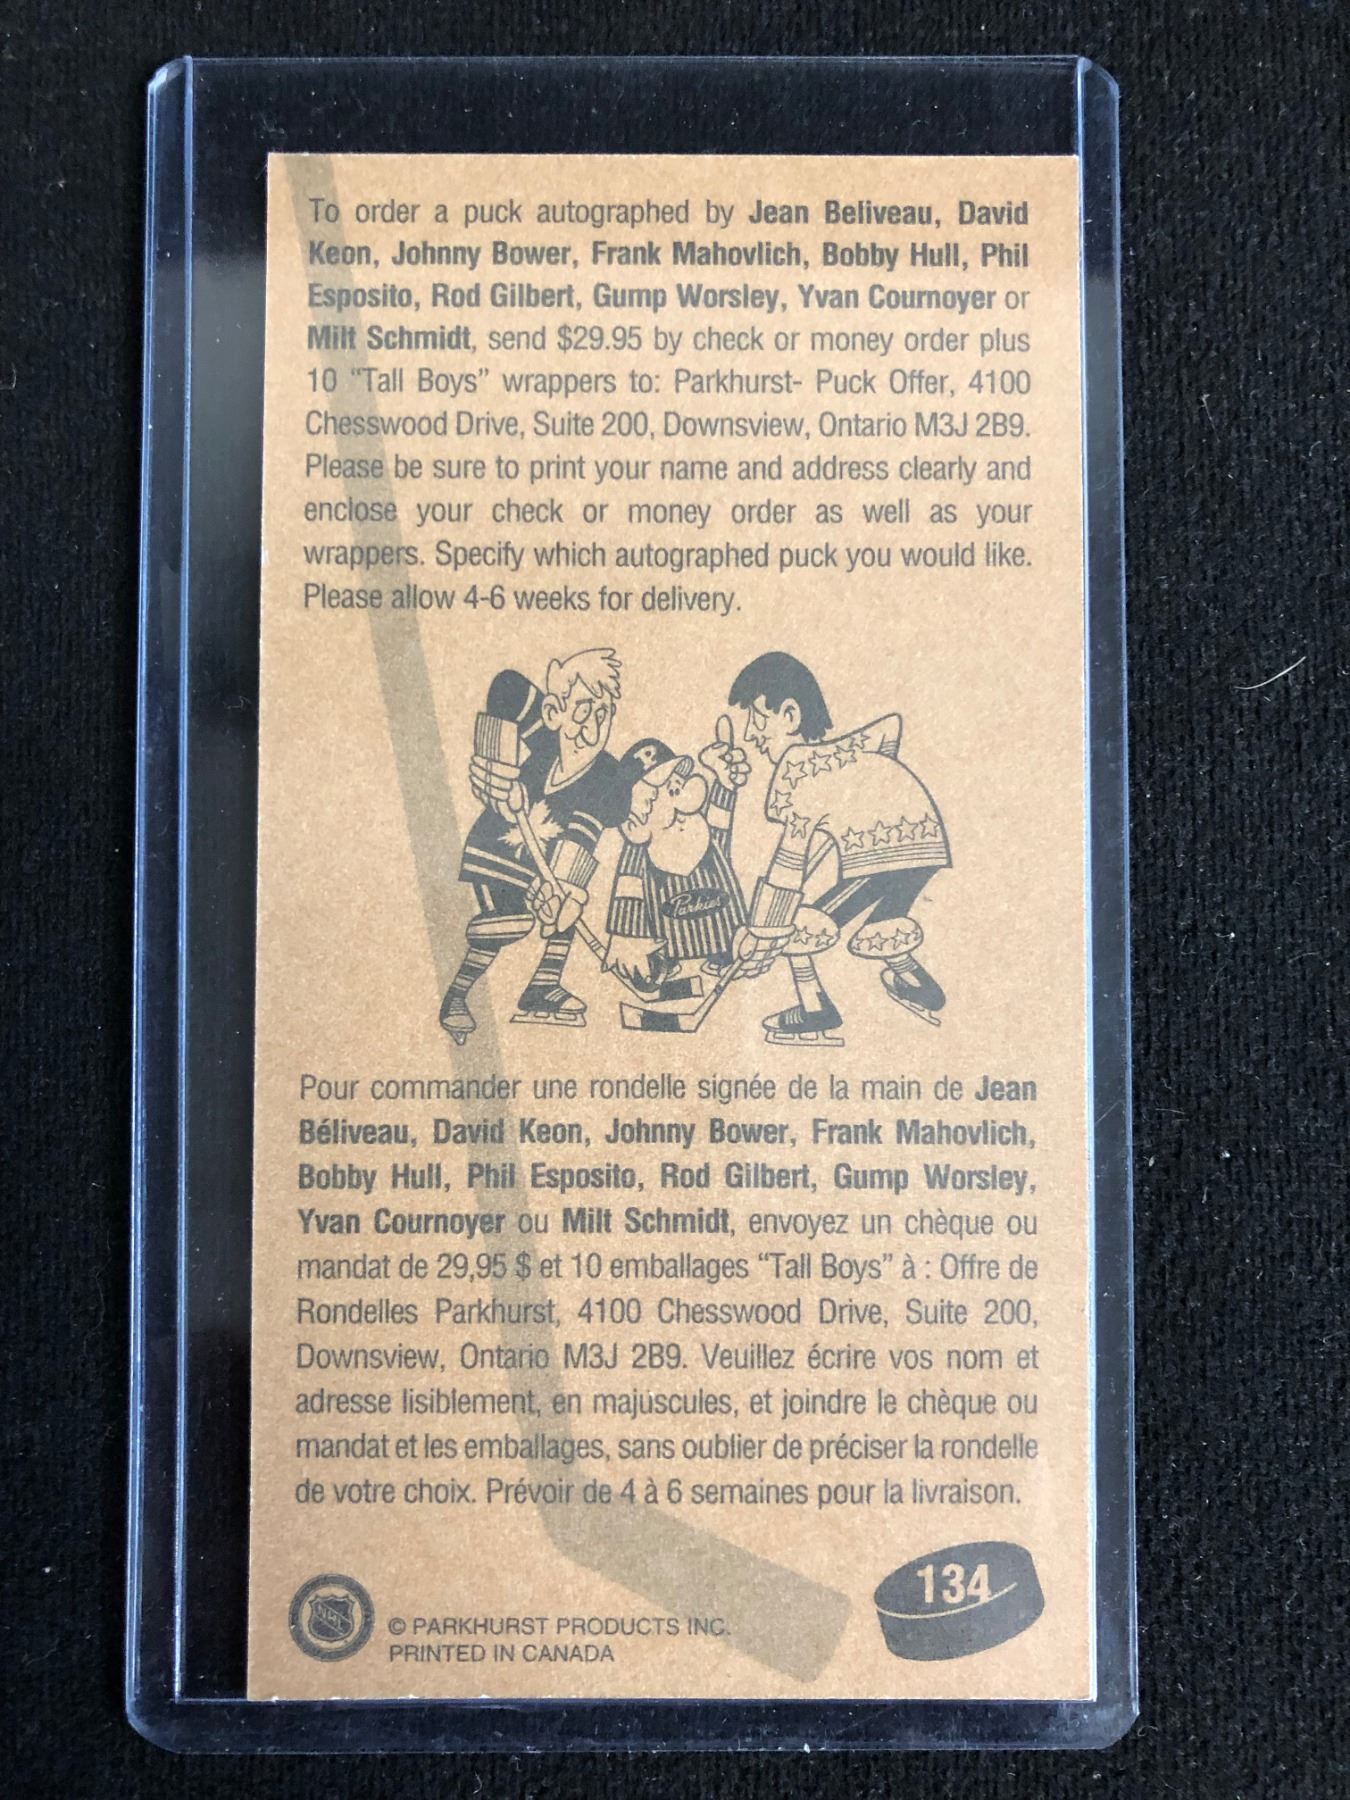 To order a puck autographed by Jean Beliveau, David
Keon, Johnny Bower, Frank Mahovlich, Bobby Hull, Phil
Esposito, Rod Gilbert, Gump Worsley, Yvan Cournoyer or
Milt Schmidt, send $29.95 by check or money order plus
10 “Tall Boys” wrappers to: Parkhurst- Puck Offer, 4100
Chesswood Drive, Suite 200, Downsview, Ontario M3J 2B9.
Please be sure to print your name and address clearly and
enclose your check or money order as well as your
wrappers. Specify which autographed puck you would like.
Please allow 4-6 weeks for delivery.
P
Parkies
Pour commander une rondelle signée de la main de Jean
Béliveau, David Keon, Johnny Bower, Frank Mahovlich,
Bobby Hull, Phil Esposito, Rod Gilbert, Gump Worsley,
Yvan Cournoyer ou Milt Schmidt, envoyez un chèque ou
mandat de 29,95 $ et 10 emballages “Tall Boys” à : Offre de
Rondelles Parkhurst, 4100 Chesswood Drive, Suite 200,
Downsview, Ontario M3J 2B9. Veuillez écrire vos nom et
adresse lisiblement, en majuscules, et joindre le chèque ou
mandat et les emballages, sans oublier de préciser la rondelle
de votre choix. Prévoir de 4 à 6 semaines pour la livraison.
134
NHL
© PARKHURST PRODUCTS INC.
PRINTED IN CANADA